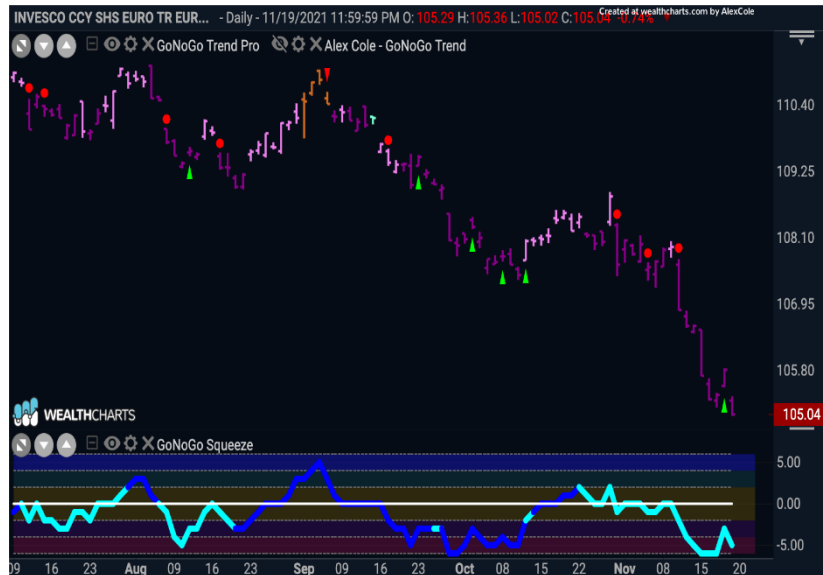 INVESCO CCY SHS EURO TR EUR... - Daily - 11/19/2021 11:59:59 PM O: 105.29 H: 105.36 L: 105.02 C: 105.04 -0.74%
Created at wealthcharts.com by AlexCole
GoNoGo Trend Pro Alex Cole - GoNoGo Trend
110.40
109.25
108.10
106.95
105.80
105.04
WEALTHCHARTS
GoNoGo Squeeze
5.00
0.00
-5.00
09 16 23 Aug 09 16 23 Sep 09 16 23 Oct 08 15 22 Nov 08 15 20